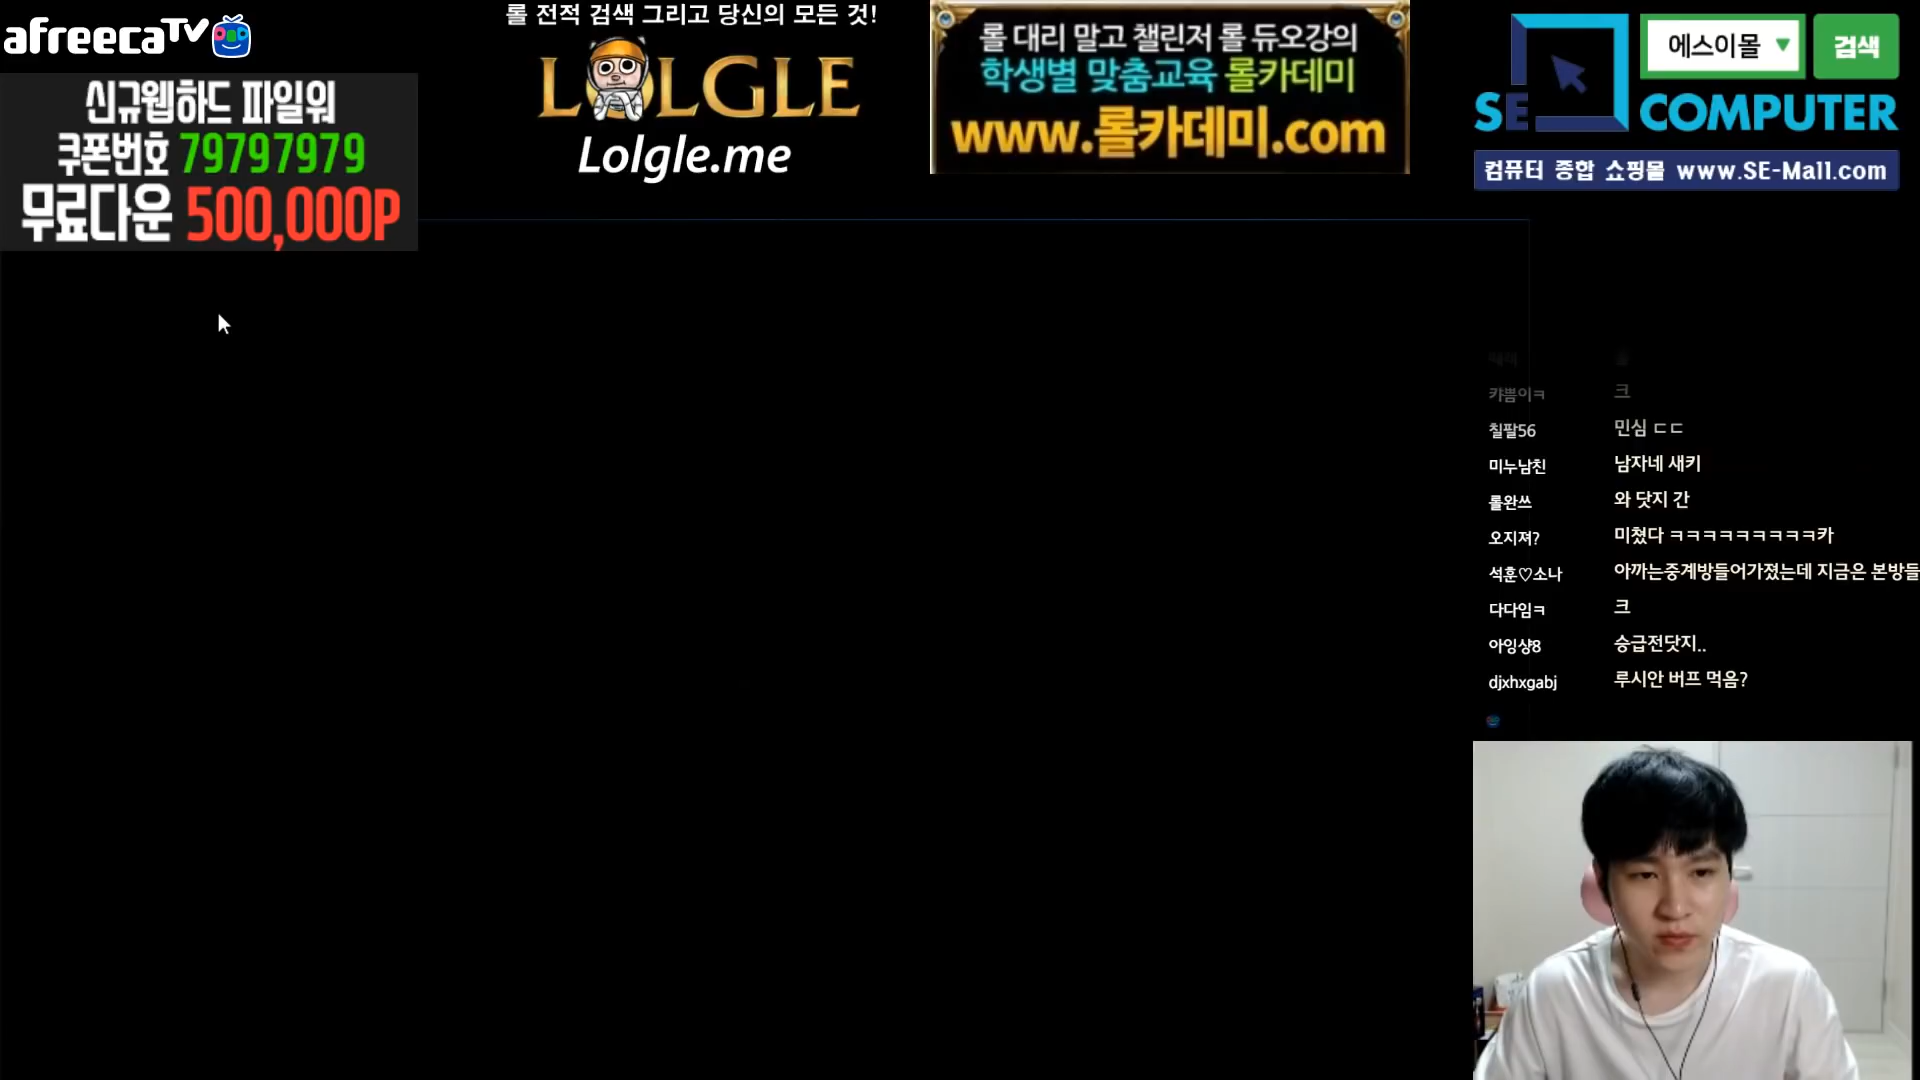 afreecaTV
신규웹하드 파일워
쿠폰번호 79797979
무료다운 500,000P
롤 전적 검색 그리고 당신의 모든 것!
LOLGLE
Lolgle.me
롤 대리 말고 챌린저 롤 듀오강의
학생별 맞춤교육 롤카데미
www.롤카데미.com
에스이몰 ▼ 검색
SE COMPUTER
컴퓨터 종합 쇼핑몰 www.SE-Mall.com
캬쁨이ㅋ 크
칠팔56 민심 ㄷㄷ
미누남친 남자네 새키
롤완쓰 와 닷지 간
오지져? 미쳤다 ㅋㅋㅋㅋㅋㅋㅋㅋㅋ카
석훈♡소나 아까는중계방들어가졌는데 지금은 본방들
다다임ㅋ 크
아잉샹8 승급전닷지..
djxhxgabj 루시안 버프 먹음?